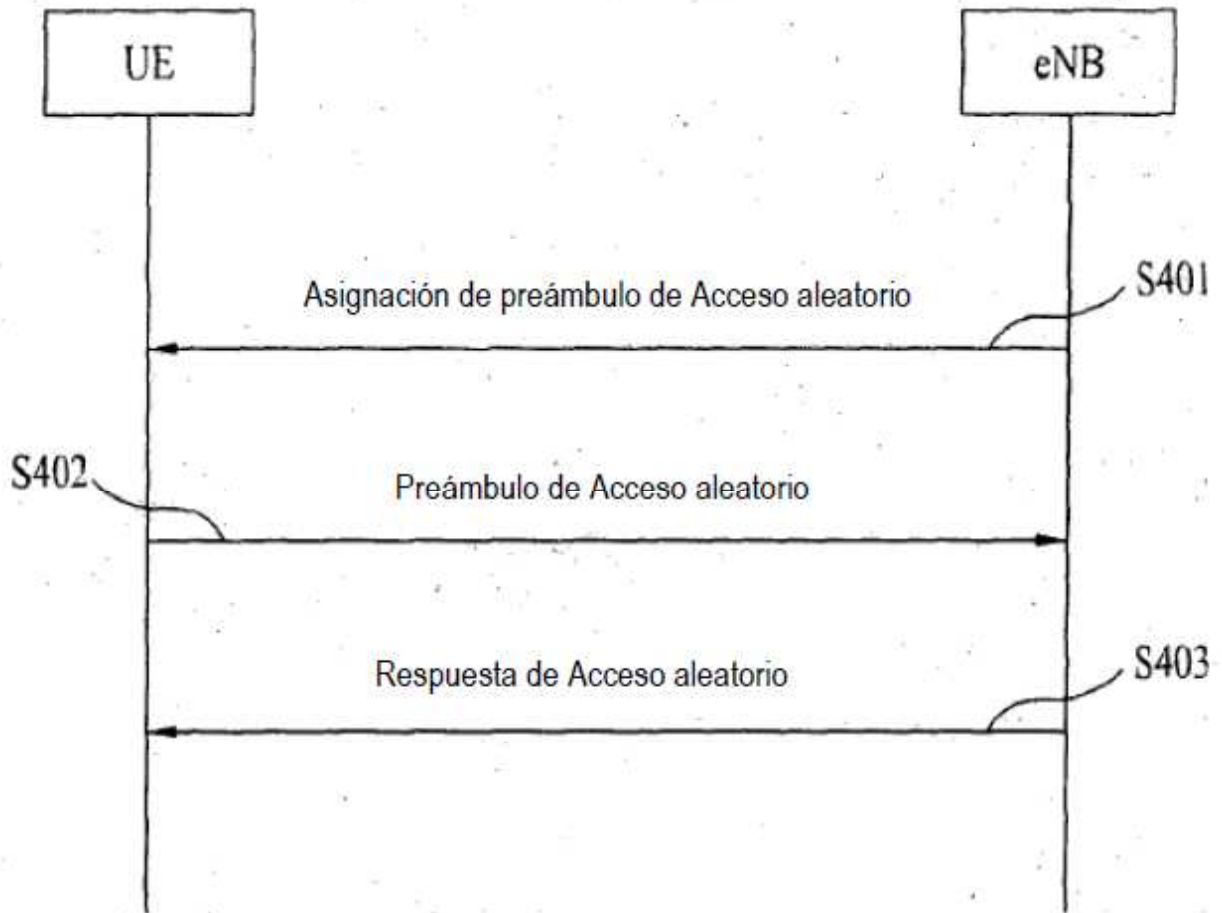 UE
eNB
Asignación de preámbulo de Acceso aleatorio
S401
S402
Preámbulo de Acceso aleatorio
Respuesta de Acceso aleatorio
S403